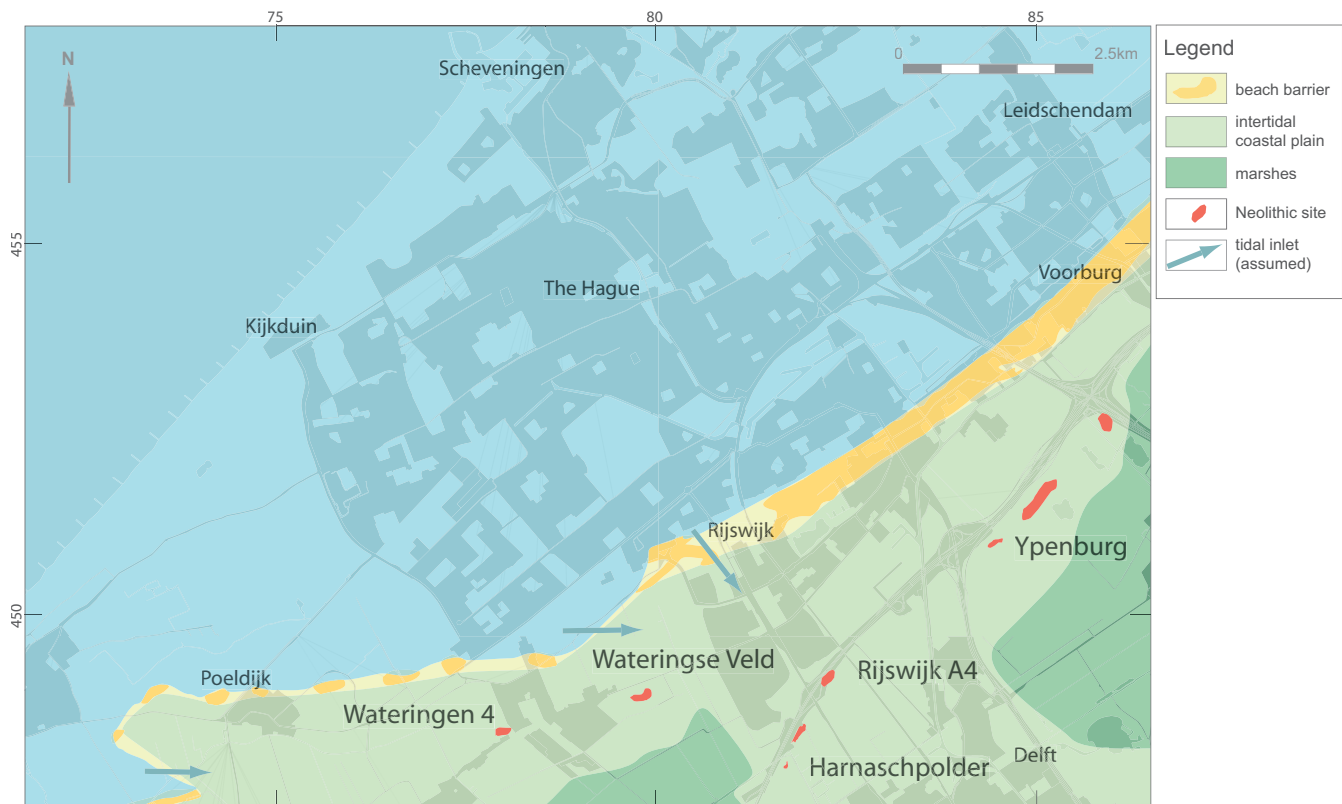 75
80
85
N
Scheveningen
0
2.5km
Leidschendam
455
Voorburg
The Hague
Kijkduin
Rijswijk
Ypenburg
450
Wateringse Veld
Rijswijk A4
Poeldijk
Wateringen 4
Delft
Harnaschpolder
Legend
beach barrier
intertidal
coastal plain
marshes
Neolithic site
tidal inlet
(assumed)